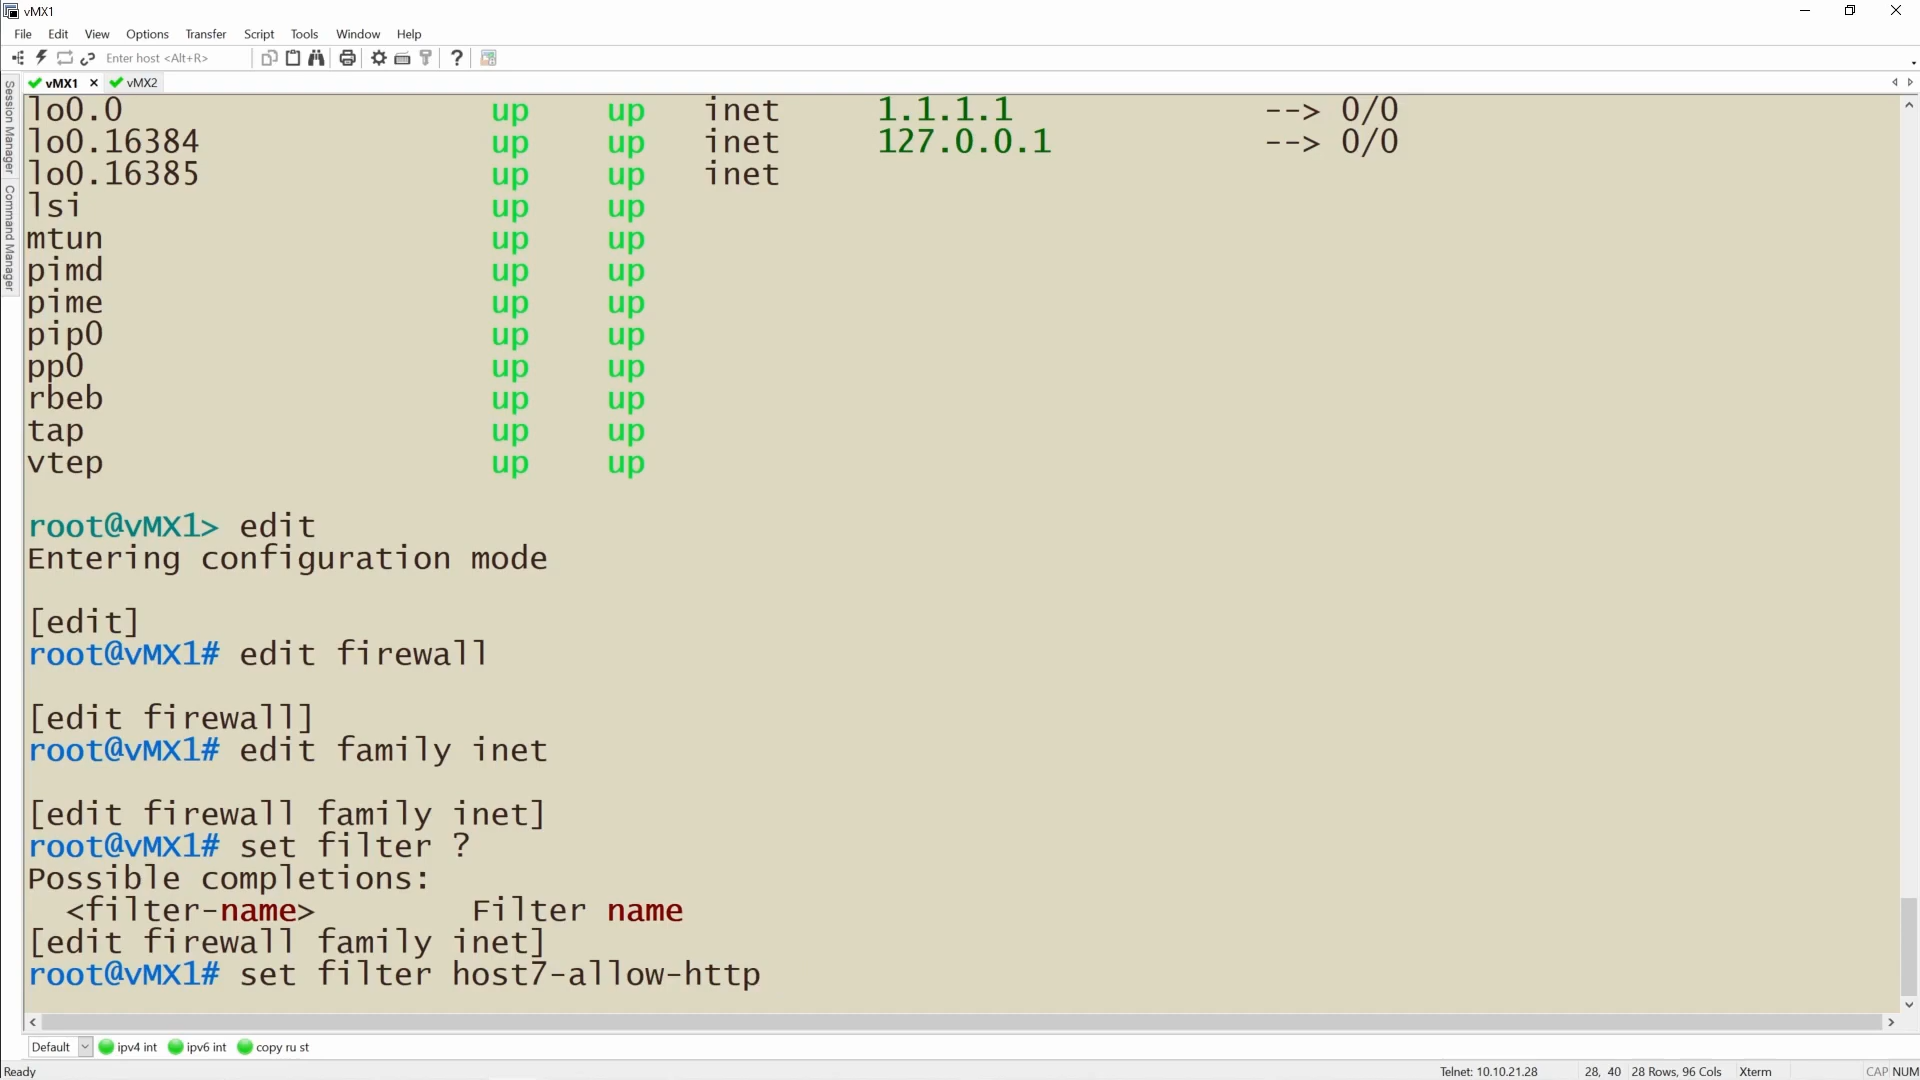 vMX1
File Edit View Options Transfer Script Tools Window Help
Enter host <Alt+R>
vMX1 vMX2
Session Manager
Command Manager
lo0.0 up up inet 1.1.1.1 --> 0/0
lo0.16384 up up inet 127.0.0.1 --> 0/0
lo0.16385 up up inet
lsi up up
mtun up up
pimd up up
pime up up
pip0 up up
pp0 up up
rbeb up up
tap up up
vtep up up
root@vMX1> edit
Entering configuration mode
[edit]
root@vMX1# edit firewall
[edit firewall]
root@vMX1# edit family inet
[edit firewall family inet]
root@vMX1# set filter ?
Possible completions:
<filter-name> Filter name
[edit firewall family inet]
root@vMX1# set filter host7-allow-http
Default ipv4 int ipv6 int copy ru st
Ready Telnet: 10.10.21.28 28, 40 28 Rows, 96 Cols Xterm CAP NUM